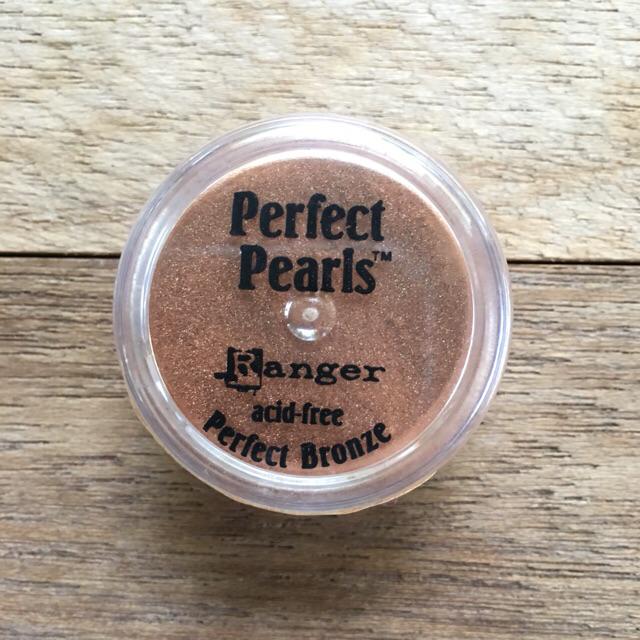 Perfect
Pearls™
Ranger
acid-free
Perfect Bronze